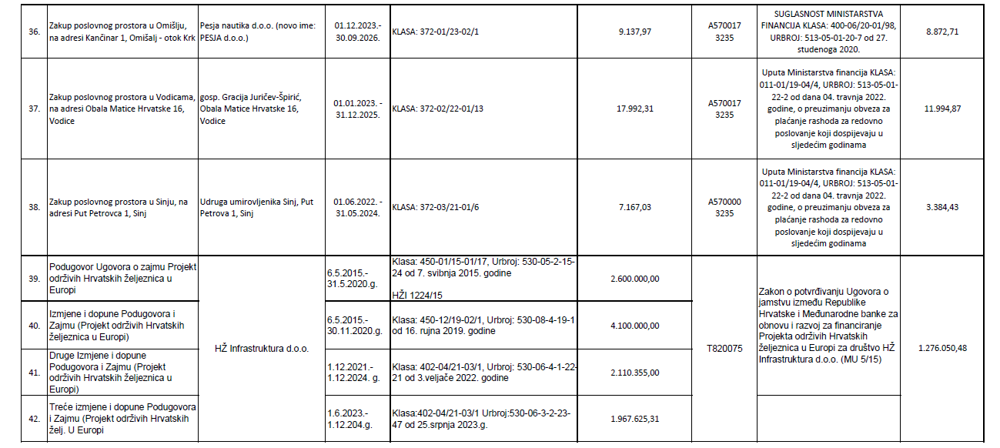 36.
Zakup poslovnog prostora u Omišlju,
na adresi Kančinar 1, Omišalj - otok Krk
Pesja nautika d.o.o. (novo ime:
PESJA d.o.o.)
01.12.2023.-
30.09.2026.
KLASA: 372-01/23-02/1
9.137,97
A570017
3235
SUGLASNOST MINISTARSTVA
FINANCIJA KLASA: 400-06/20-01/98,
URBROJ: 513-05-01-20-7 od 27.
studenoga 2020.
8.872,71
37.
Zakup poslovnog prostora u Vodicama,
na adresi Obala Matice Hrvatske 16,
Vodice
gosp. Gracija Juričev-Špirić,
Obala Matice Hrvatske 16,
Vodice
01.01.2023. -
31.12.2025.
KLASA: 372-02/22-01/13
17.992,31
A570017
3235
Uputa Ministarstva financija KLASA:
011-01/19-04/4, URBROJ: 513-05-01-
22-2 od dana 04. travnja 2022.
godine, o preuzimanju obveza za
plaćanje rashoda za redovno
poslovanje koji dospijevaju u
sljedećim godinama
11.994,87
38.
Zakup poslovnog prostora u Sinju, na
adresi Put Petrovca 1, Sinj
Udruga umirovljenika Sinj, Put
Petrova 1, Sinj
01.06.2022. -
31.05.2024.
KLASA: 372-03/21-01/6
7.167,03
A570000
3235
Uputa Ministarstva financija KLASA:
011-01/19-04/4, URBROJ: 513-05-01-
22-2 od dana 04. travnja 2022.
godine, o preuzimanju obveza za
plaćanje rashoda za redovno
poslovanje koji dospijevaju u
sljedećim godinama
3.384,43
39.
Podugovor Ugovora o zajmu Projekt
održivih Hrvatskih željeznica u
Europi
HŽ Infrastruktura d.o.o.
6.5.2015.-
31.5.2020.g.
Klasa: 450-01/15-01/17, Urbroj: 530-05-2-15-
24 od 7. svibnja 2015. godine
HŽI 1224/15
2.600.000,00
T820075
Zakon o potvrđivanju Ugovora o
jamstvu između Republike
Hrvatske i Međunarodne banke za
obnovu i razvoj za financiranje
Projekta održivih Hrvatskih
željeznica u Europi za društvo HŽ
Infrastruktura d.o.o. (MU 5/15)
1.276.050,48
40.
Izmjene i dopune Podugovora i
Zajmu (Projekt održivih Hrvatskih
željeznica u Europi)
6.5.2015.-
30.11.2020.g.
Klasa: 450-12/19-02/1, Urbroj: 530-08-4-19-1
od 16. rujna 2019. godine
4.100.000,00
41.
Druge Izmjene i dopune
Podugovora i Zajmu (Projekt
održivih Hrvatskih željeznica u
Europi)
1.12.2021.-
1.12.2024. g.
Klasa: 402-04/21-03/1, Urbroj: 530-06-4-1-22-
21 od 3.veljače 2022. godine
2.110.355,00
42.
Treće izmjene i dopune Podugovora
i Zajmu (Projekt održivih Hrvatskih
želj. U Europi
1.6.2023.-
1.12.204.g.
Klasa:402-04/21-03/1 Urbroj:530-06-3-2-23-
47 od 25.srpnja 2023.g.
1.967.625,31